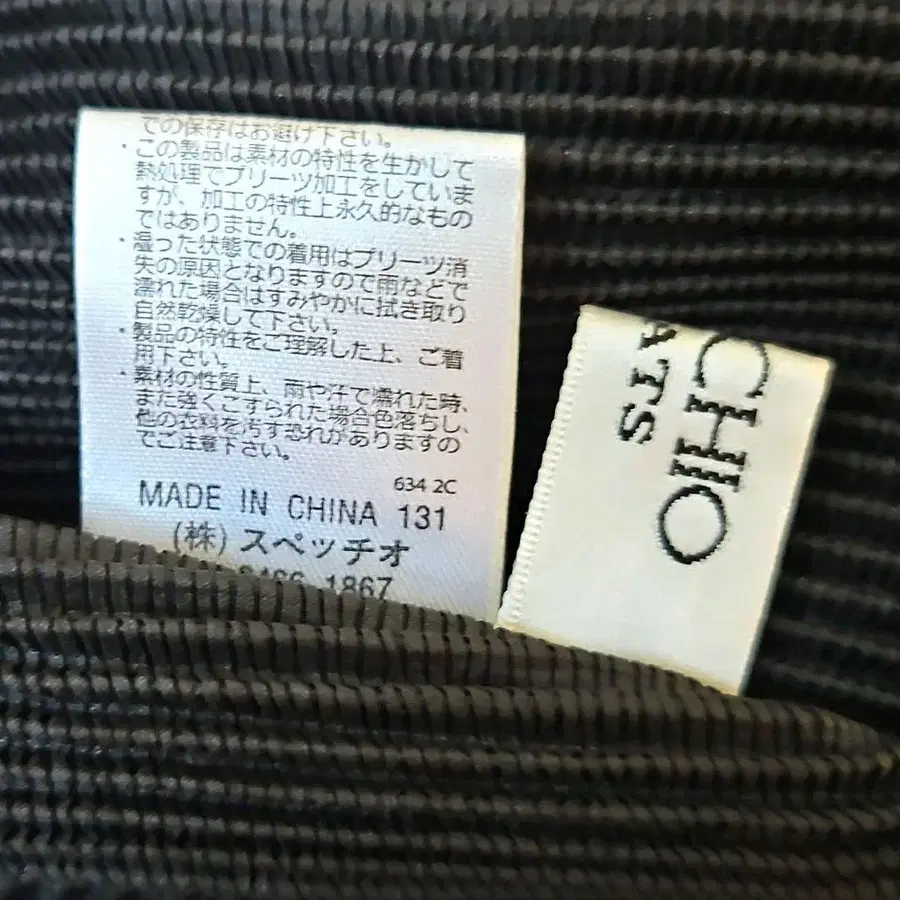 での保存はお避け下さい。
・この製品は素材の特性を生かして
熱処理でプリーツ加工をしていま
すが、加工の特性上永久的なもの
ではありません。
・湿った状態での着用はプリーツ消
失の原因となりますので雨などで
濡れた場合はすみやかに拭き取り
自然乾燥して下さい。
・製品の特性をご理解した上、ご着
用下さい。
・素材の性質上、雨や汗で濡れた時、
また強くこすられた場合色落ちし、
他の衣料を汚す恐れがありますの
でご注意下さい。
634 2C
MADE IN CHINA 131
(株) スペッチオ
1867
CHIO
TS